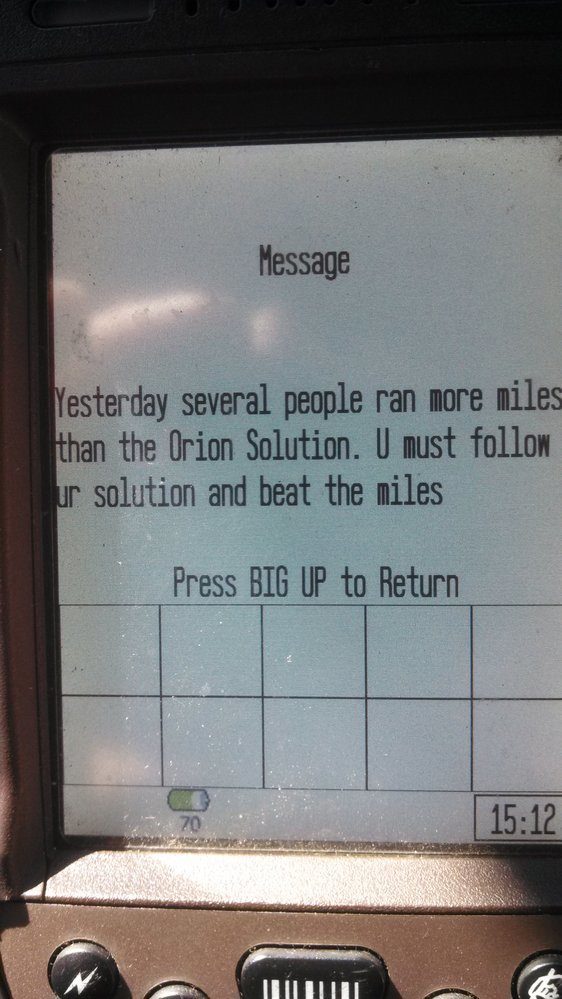 Message
Yesterday several people ran more miles
than the Orion Solution. U must follow
ur solution and beat the miles
Press BIG UP to Return
70
15:12